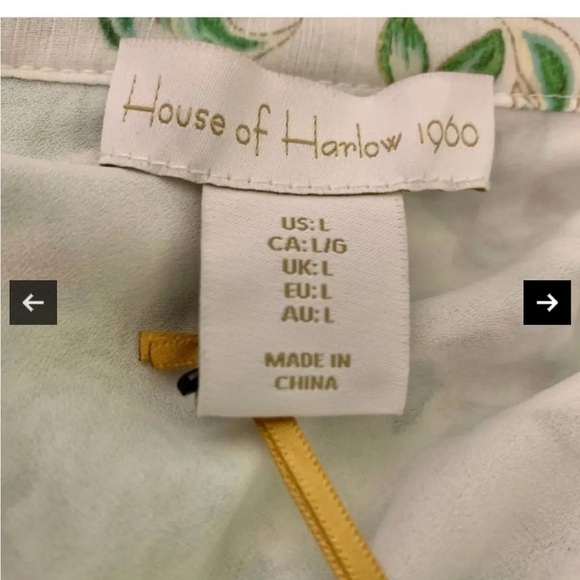 House of Harlow 1960
US: L
CA: L/G
UK: L
EU: L
AU: L
MADE IN
CHINA